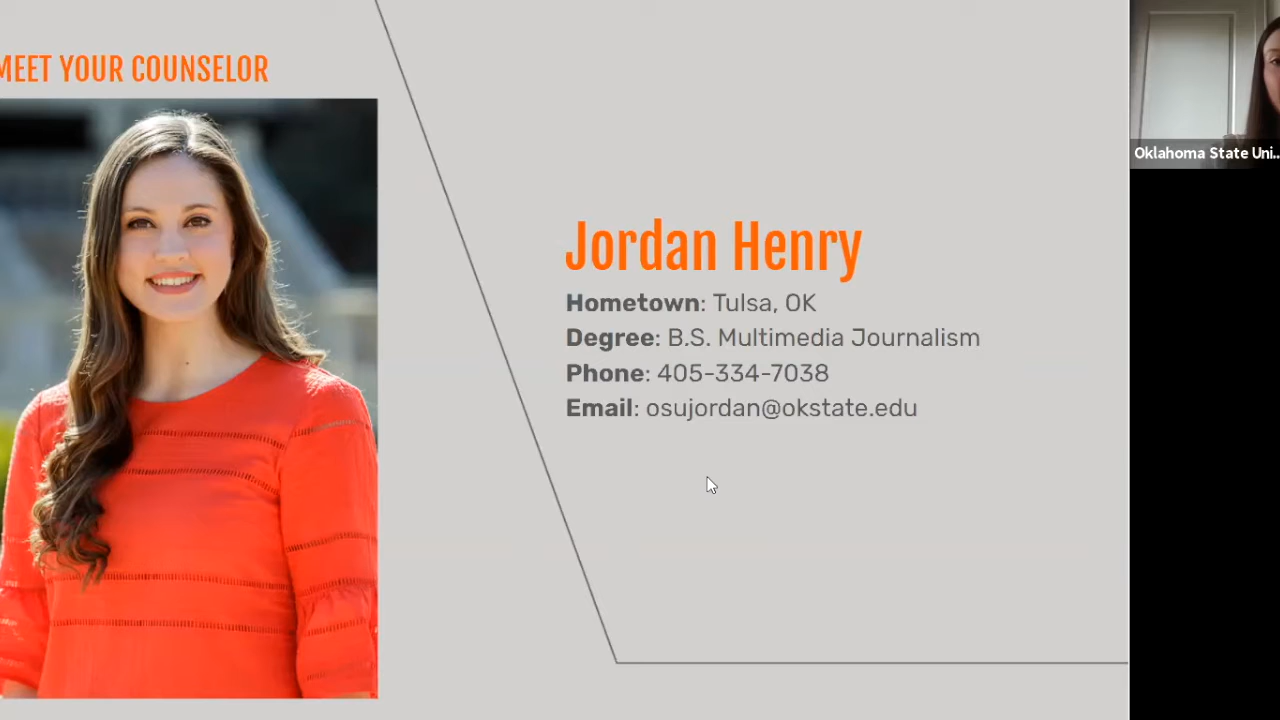 MEET YOUR COUNSELOR
Jordan Henry
Hometown: Tulsa, OK
Degree: B.S. Multimedia Journalism
Phone: 405-334-7038
Email: osujordan@okstate.edu
Oklahoma State Uni...